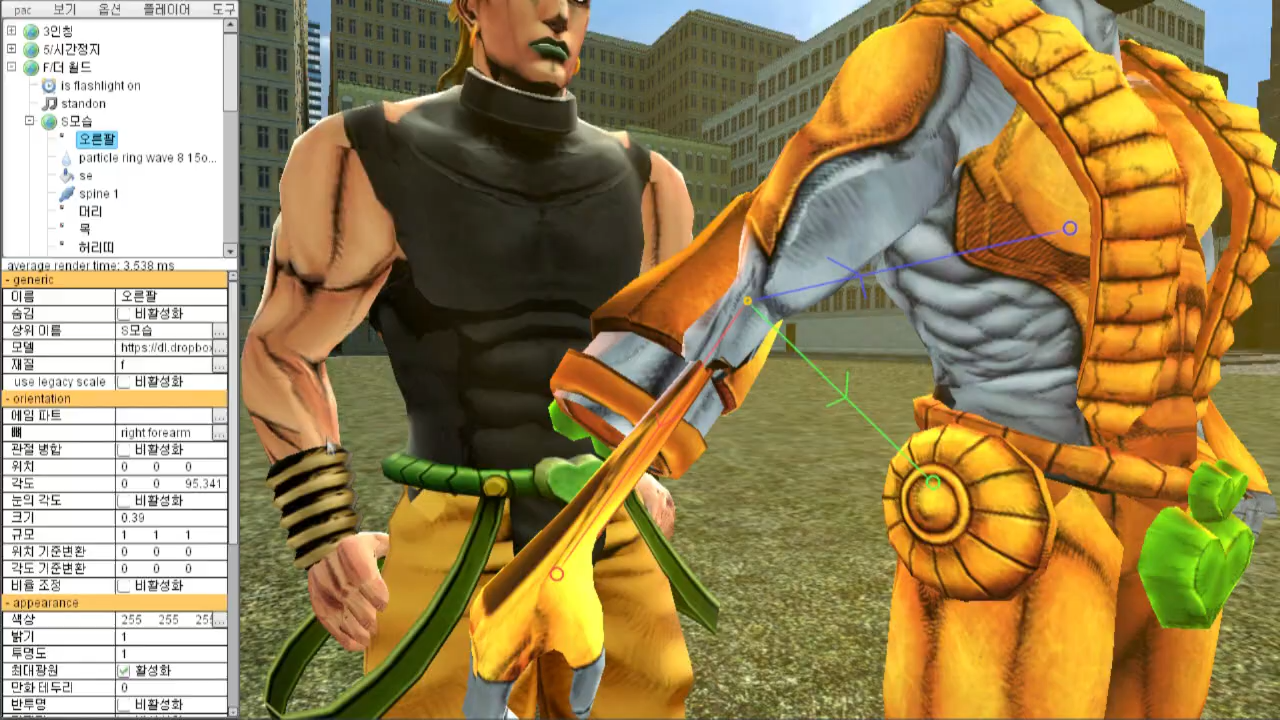 pac 보기 옵션 플레이어 도구
3인칭
5/시간정지
F/더 월드
is flashlight on
standon
S모습
오른팔
particle ring wave 8 15o...
se
spine 1
머리
목
허리띠
average render time: 3.538 ms
- generic
이름 오른팔
숨김 비활성화
상위 이름 S모습 ...
모델 https://dl.dropbo ...
재질 f ...
use legacy scale 비활성화
- orientation
에임 파트 ...
뼈 right forearm ...
관절 병합 비활성화
위치 0 0 0
각도 0 0 95.341
눈의 각도 비활성화
크기 0.39
규모 1 1 1
위치 기준변환 0 0 0
각도 기준변환 0 0 0
비율 조정 비활성화
- appearance
색상 255 255 255 ...
밝기 1
투명도 1
최대광원 활성화
만화 테두리 0
반투명 비활성화